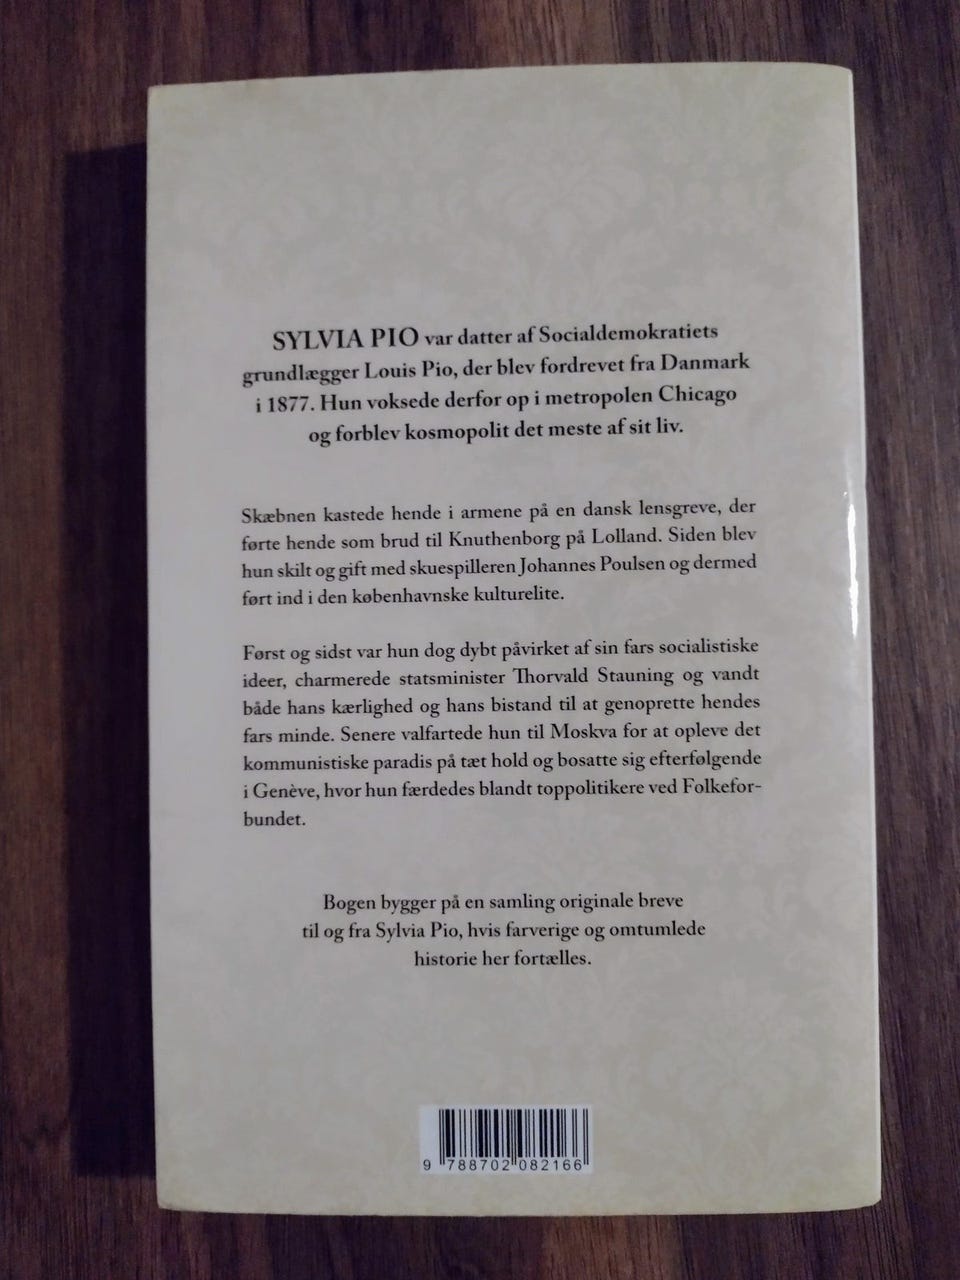 SYLVIA PIO var datter af Socialdemokratiets
grundlægger Louis Pio, der blev fordrevet fra Danmark
i 1877. Hun voksede derfor op i metropolen Chicago
og forblev kosmopolit det meste af sit liv.
Skæbnen kastede hende i armene på en dansk lensgreve, der
førte hende som brud til Knuthenborg på Lolland. Siden blev
hun skilt og gift med skuespilleren Johannes Poulsen og dermed
ført ind i den københavnske kulturelite.
Først og sidst var hun dog dybt påvirket af sin fars socialistiske
ideer, charmerede statsminister Thorvald Stauning og vandt
både hans kærlighed og hans bistand til at genoprette hendes
fars minde. Senere valfartede hun til Moskva for at opleve det
kommunistiske paradis på tæt hold og bosatte sig efterfølgende
i Genève, hvor hun færdedes blandt toppolitikere ved Folkefor-
bundet.
Bogen bygger på en samling originale breve
til og fra Sylvia Pio, hvis farverige og omtumlede
historie her fortælles.
9 788702 082166